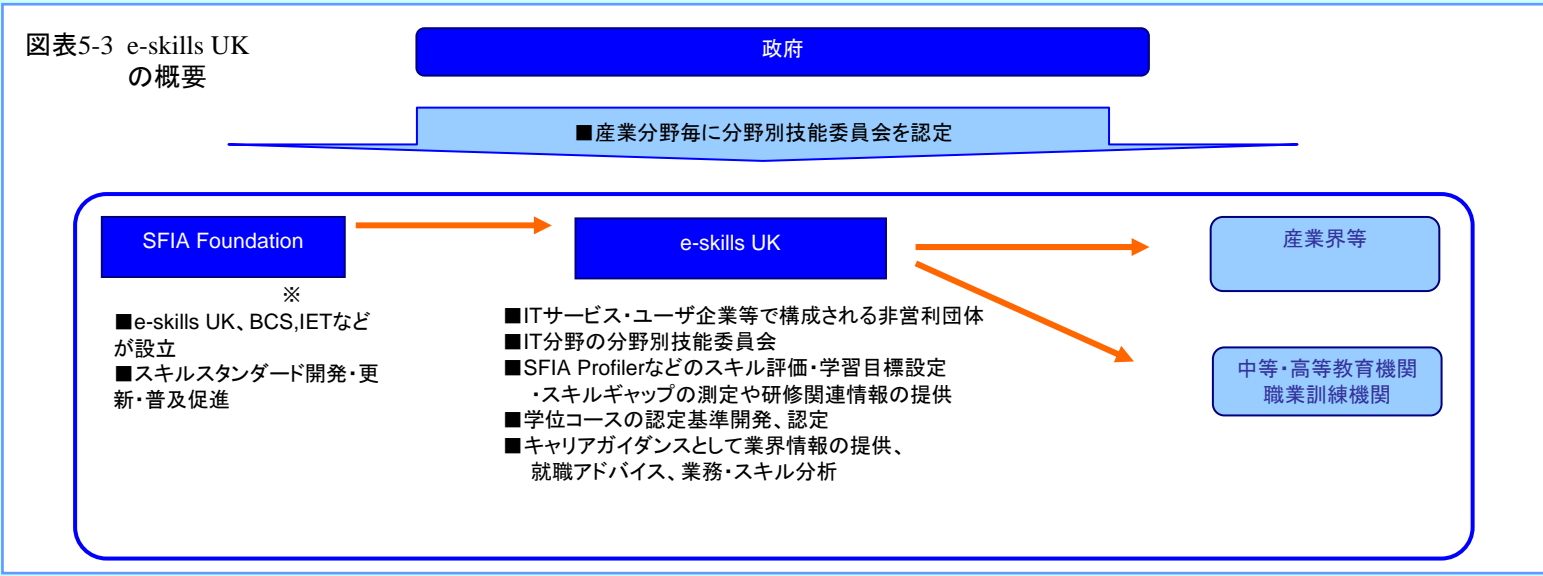 図表5-3 e-skills UK
の概要
政府
■産業分野毎に分野別技能委員会を認定
SFIA Foundation
※
■e-skills UK、BCS,IETなど
が設立
■スキルスタンダード開発・更
新・普及促進
e-skills UK
■ITサービス・ユーザ企業等で構成される非営利団体
■IT分野の分野別技能委員会
■SFIA Profilerなどのスキル評価・学習目標設定
・スキルギャップの測定や研修関連情報の提供
■学位コースの認定基準開発、認定
■キャリアガイダンスとして業界情報の提供、
就職アドバイス、業務・スキル分析
産業界等
中等・高等教育機関
職業訓練機関